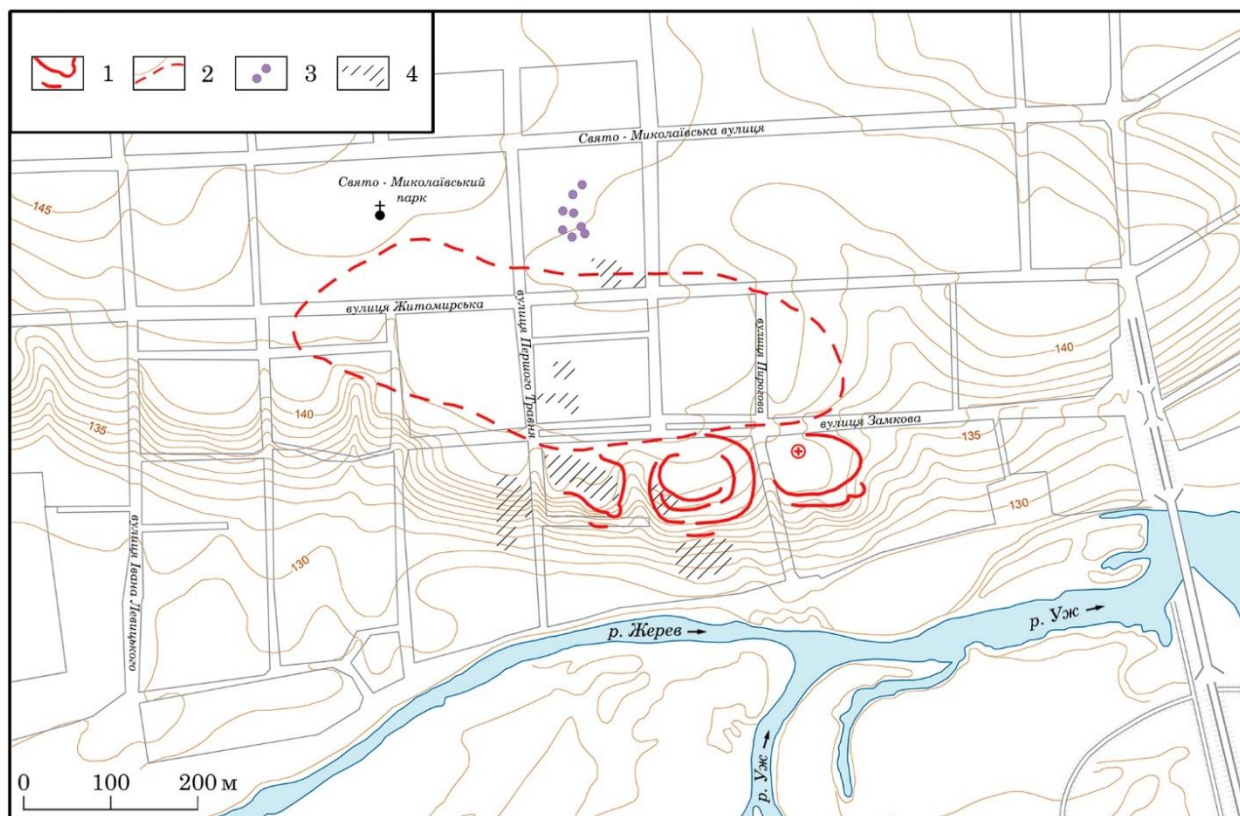 1 2 3 4
Свято - Миколаївська вулиця
Свято - Миколаївський
парк
145
вулиця Житомирська
вулиця Першого Травня
вулиця Пирогова
140
140
вулиця Замкова
135
135
130
130
вулиця Івана Левицького
р. Жерев
р. Уж
р. Уж
0 100 200 м